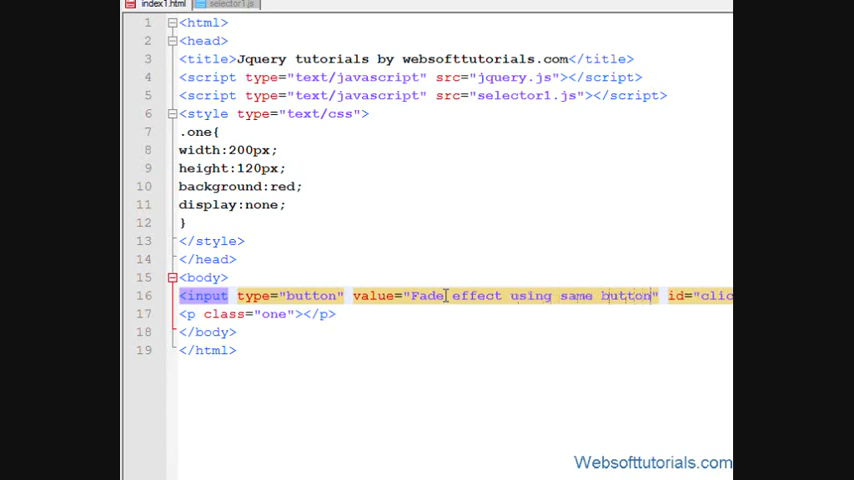 index1.html selector1.js
1 <html>
2 <head>
3 <title>Jquery tutorials by websofttutorials.com</title>
4 <script type="text/javascript" src="jquery.js"></script>
5 <script type="text/javascript" src="selector1.js"></script>
6 <style type="text/css">
7 .one{
8 width:200px;
9 height:120px;
10 background:red;
11 display:none;
12 }
13 </style>
14 </head>
15 <body>
16 <input type="button" value="Fade effect using same button" id="clic
17 <p class="one"></p>
18 </body>
19 </html>
Websofttutorials.com